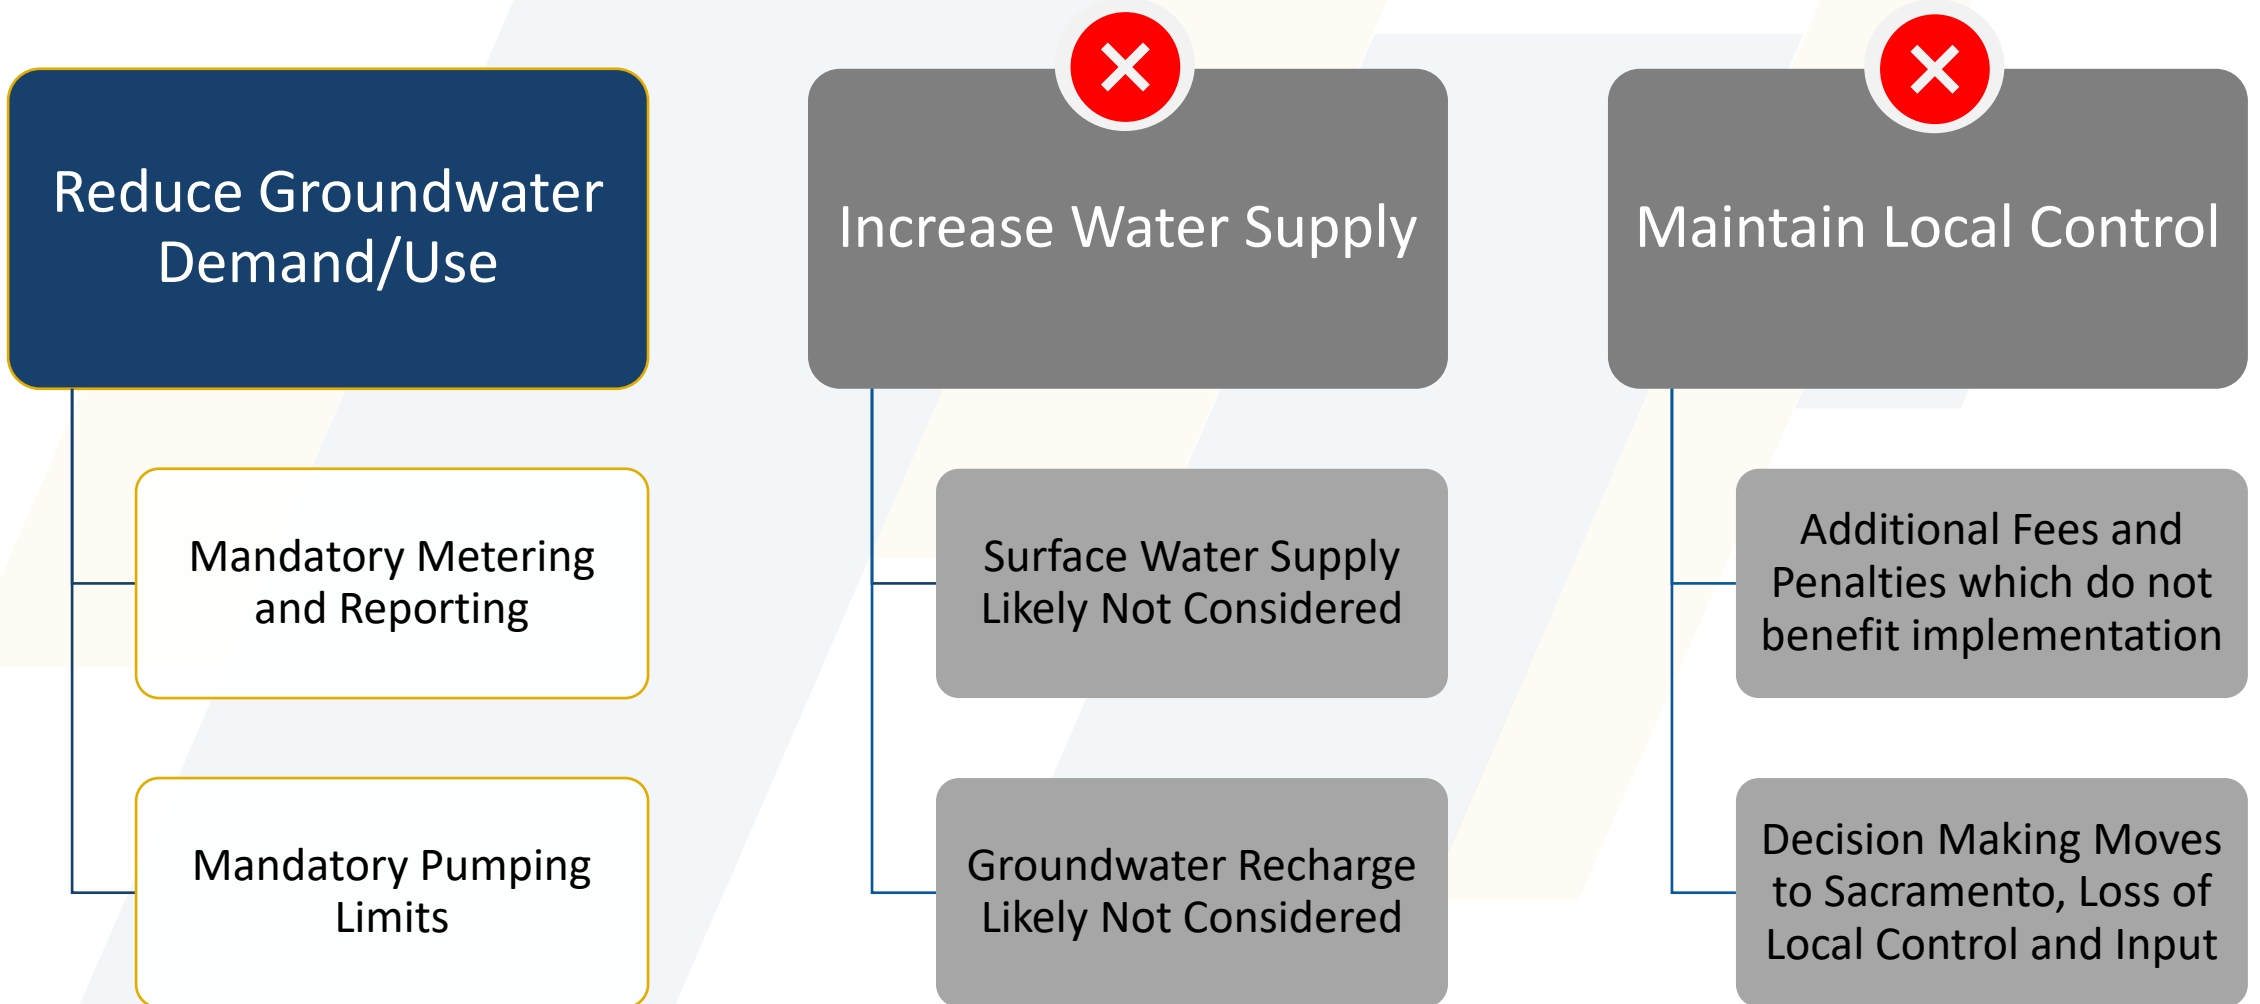 Reduce Groundwater
Demand/Use
Mandatory Metering
and Reporting
Mandatory Pumping
Limits
Increase Water Supply
Surface Water Supply
Likely Not Considered
Groundwater Recharge
Likely Not Considered
Maintain Local Control
Additional Fees and
Penalties which do not
benefit implementation
Decision Making Moves
to Sacramento, Loss of
Local Control and Input